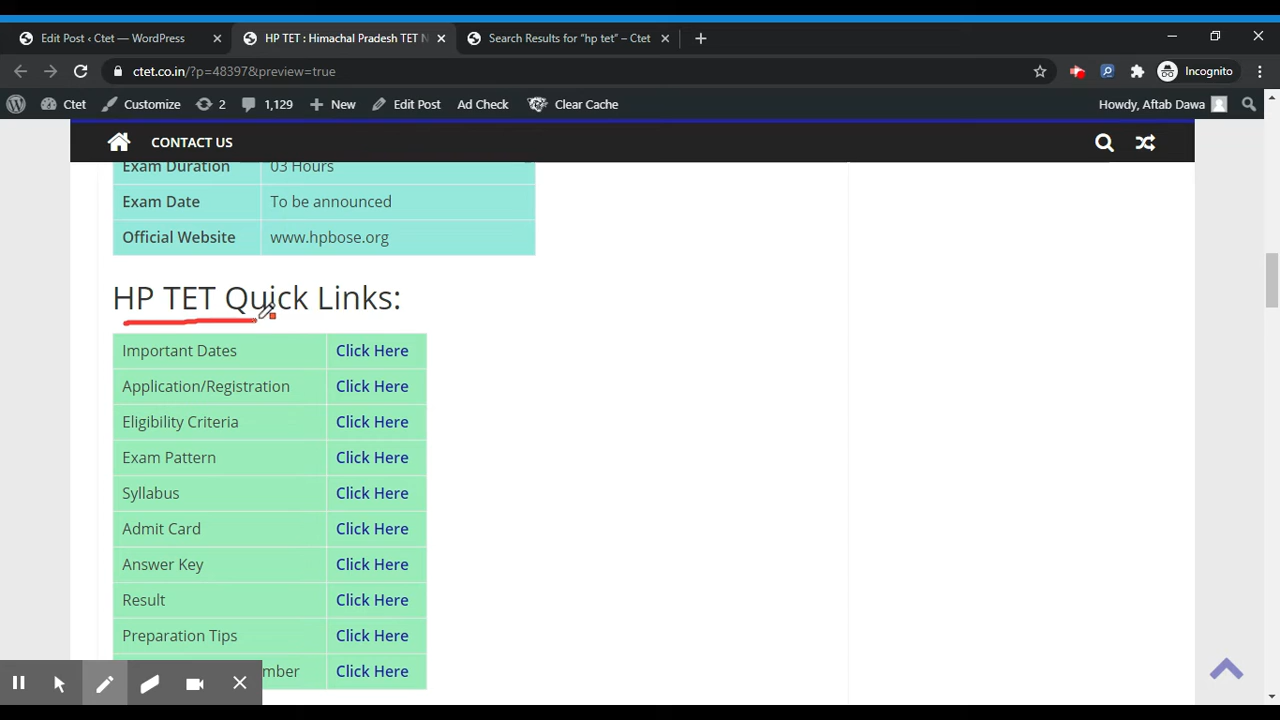 Edit Post ‹ Ctet — WordPress
HP TET : Himachal Pradesh TET N
Search Results for “hp tet” – Ctet
ctet.co.in/?p=48397&preview=true
Incognito
Ctet
Customize
2
1,129
New
Edit Post
Ad Check
Clear Cache
Howdy, Aftab Dawa
CONTACT US
Exam Duration 03 Hours
Exam Date To be announced
Official Website www.hpbose.org
HP TET Quick Links:
Important Dates Click Here
Application/Registration Click Here
Eligibility Criteria Click Here
Exam Pattern Click Here
Syllabus Click Here
Admit Card Click Here
Answer Key Click Here
Result Click Here
Preparation Tips Click Here
mber Click Here